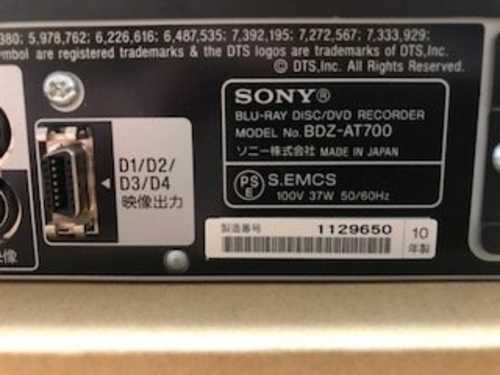 380; 5,978,762; 6,226,616; 6,487,535; 7,392,195; 7,272,567; 7,333,929;
symbol are registered trademarks & the DTS logos are trademarks of DTS,Inc.
© DTS,Inc. All Rights Reserved.
SONY®
BLU-RAY DISC/DVD RECORDER
MODEL No. BDZ-AT700
ソニー株式会社 MADE IN JAPAN
PS E S.EMCS
100V 37W 50/60Hz
D1/D2/
D3/D4
映像出力
製造番号 1129650 10
年製
映像